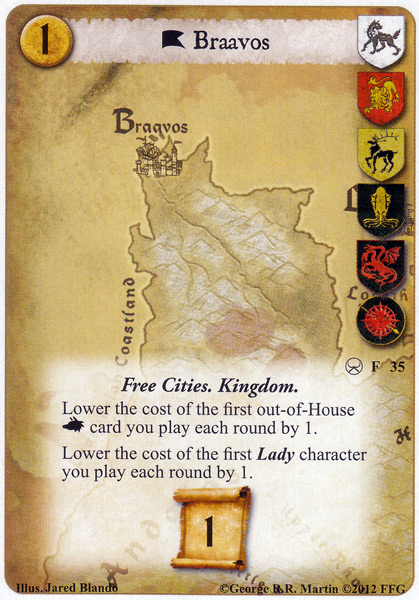 1
Braavos
Braavos
Coastland
F 35
Free Cities. Kingdom.
Lower the cost of the first out-of-House
card you play each round by 1.
Lower the cost of the first Lady character
you play each round by 1.
1
Illus. Jared Blando
©George R.R. Martin ©2012 FFG